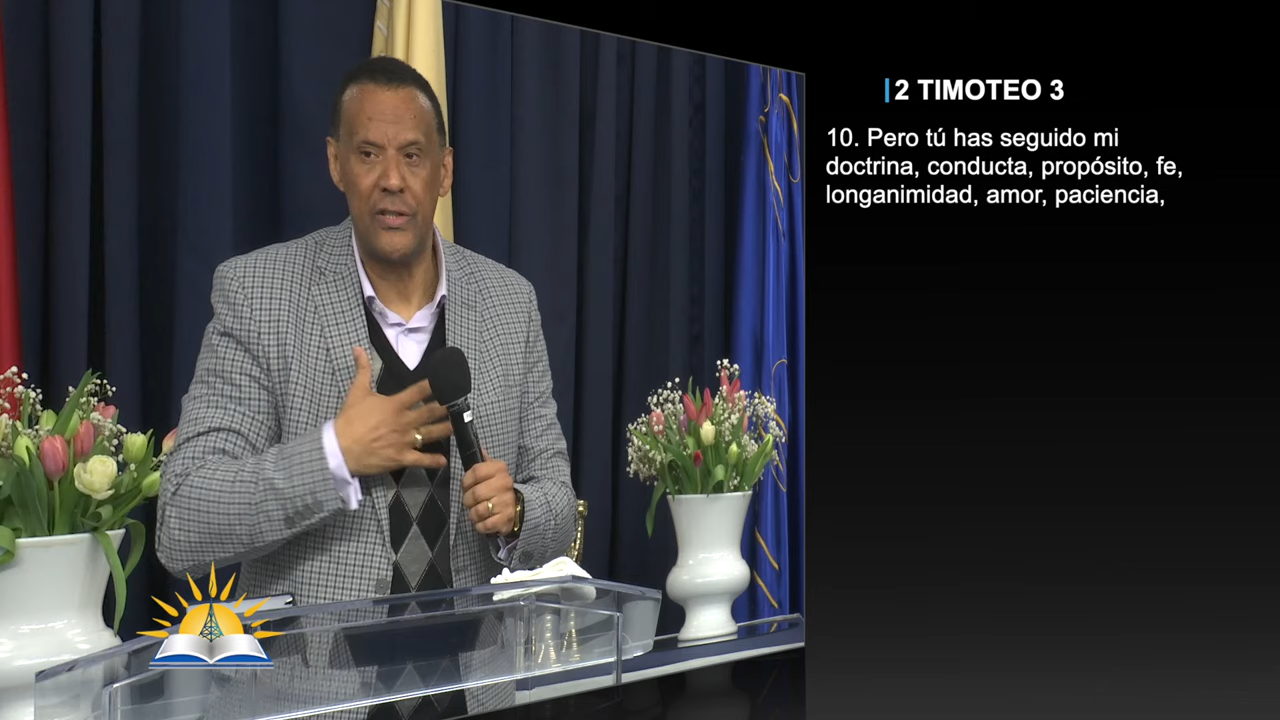 2 TIMOTEO 3
10. Pero tú has seguido mi
doctrina, conducta, propósito, fe,
longanimidad, amor, paciencia,